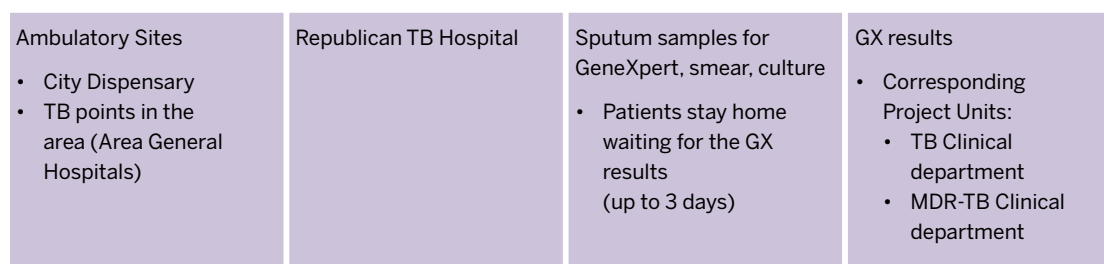 Ambulatory Sites
• City Dispensary
• TB points in the
area (Area General
Hospitals)
Republican TB Hospital
Sputum samples for
GeneXpert, smear, culture
• Patients stay home
waiting for the GX
results
(up to 3 days)
GX results
• Corresponding
Project Units:
• TB Clinical
department
• MDR-TB Clinical
department